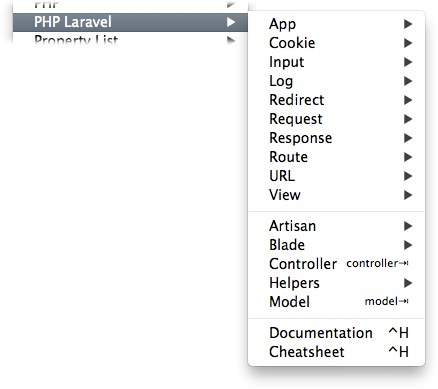 PHP
PHP Laravel ▶
Property List ▶
App ▶
Cookie ▶
Input ▶
Log ▶
Redirect ▶
Request ▶
Response ▶
Route ▶
URL ▶
View ▶
Artisan ▶
Blade ▶
Controller controller⇥
Helpers ▶
Model model⇥
Documentation ^H
Cheatsheet ^H